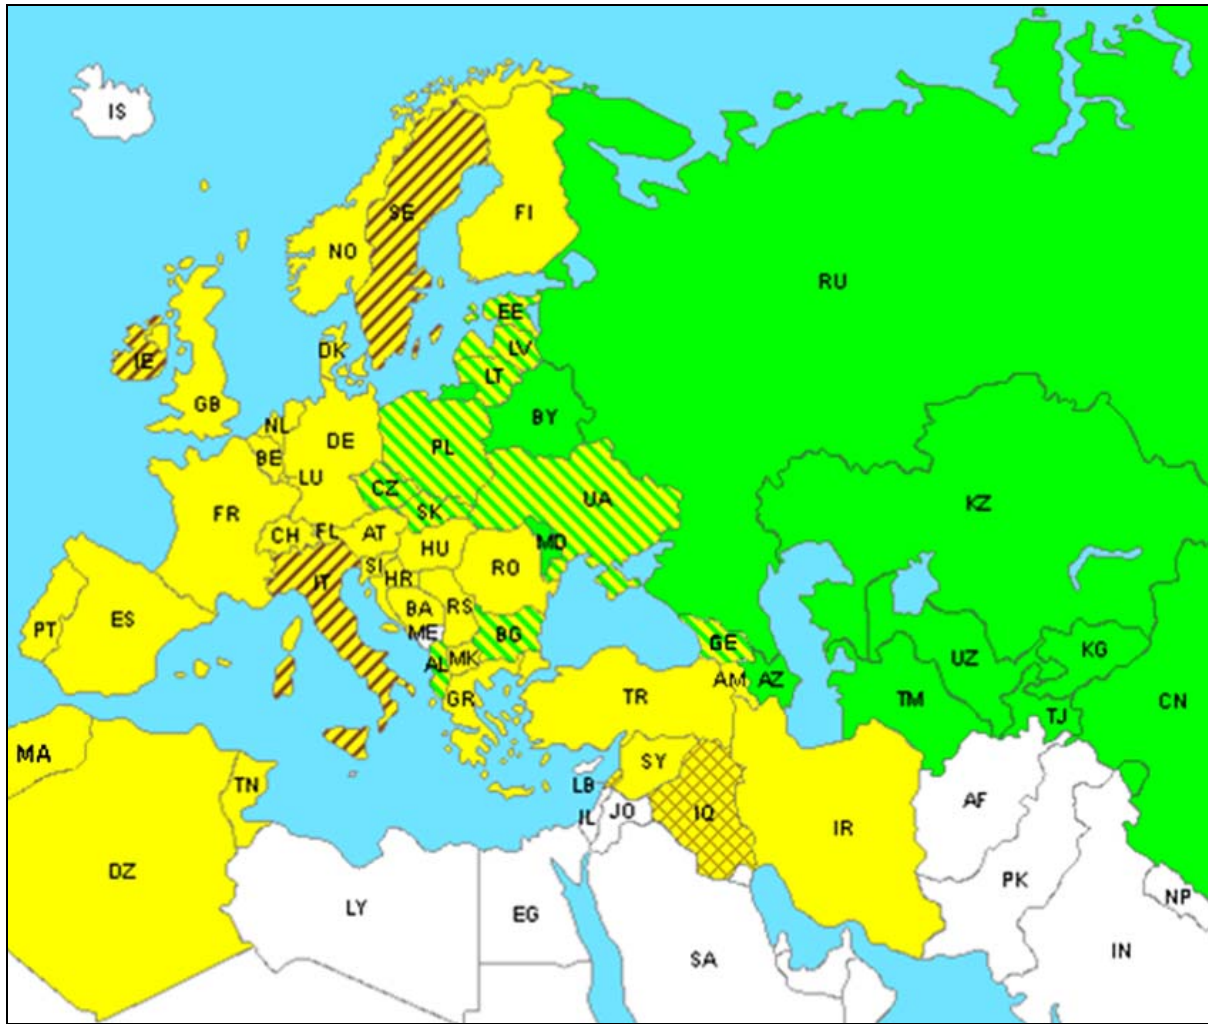 IS
SE
FI
NO
RU
EE
DK
LV
IE
LT
GB
BY
NL
DE
PL
BE
LU
CZ
UA
KZ
FR
SK
CH
FL
AT
MD
HU
SI
RO
IT
HR
BA
RS
ES
PT
ME
BG
GE
UZ
KG
AL
MK
AM
AZ
GR
TR
TM
TJ
CN
MA
SY
TN
LB
AF
IL
JO
IQ
IR
DZ
PK
NP
LY
EG
SA
IN